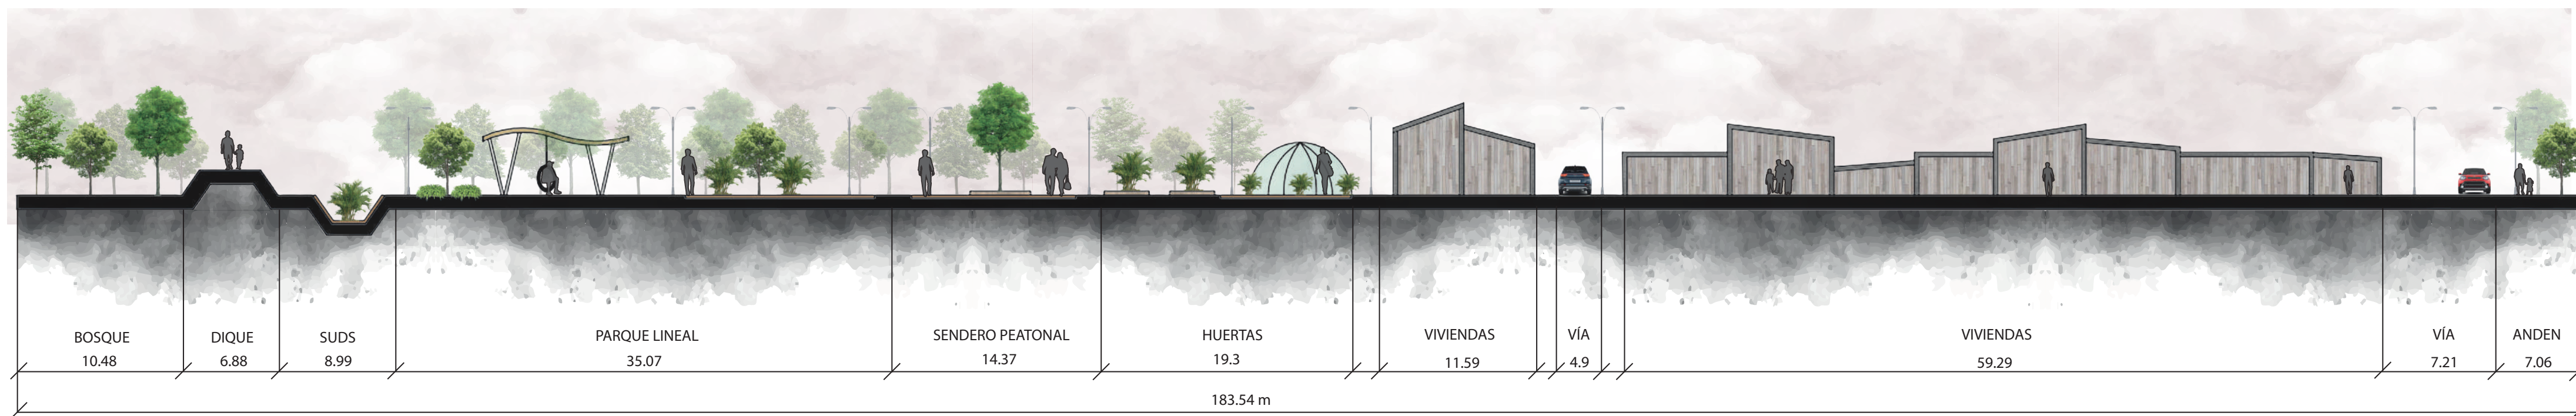 BOSQUE
10.48
DIQUE
6.88
SUDS
8.99
PARQUE LINEAL
35.07
SENDERO PEATONAL
14.37
HUERTAS
19.3
VIVIENDAS
11.59
VÍA
4.9
VIVIENDAS
59.29
VÍA
7.21
ANDEN
7.06
183.54 m